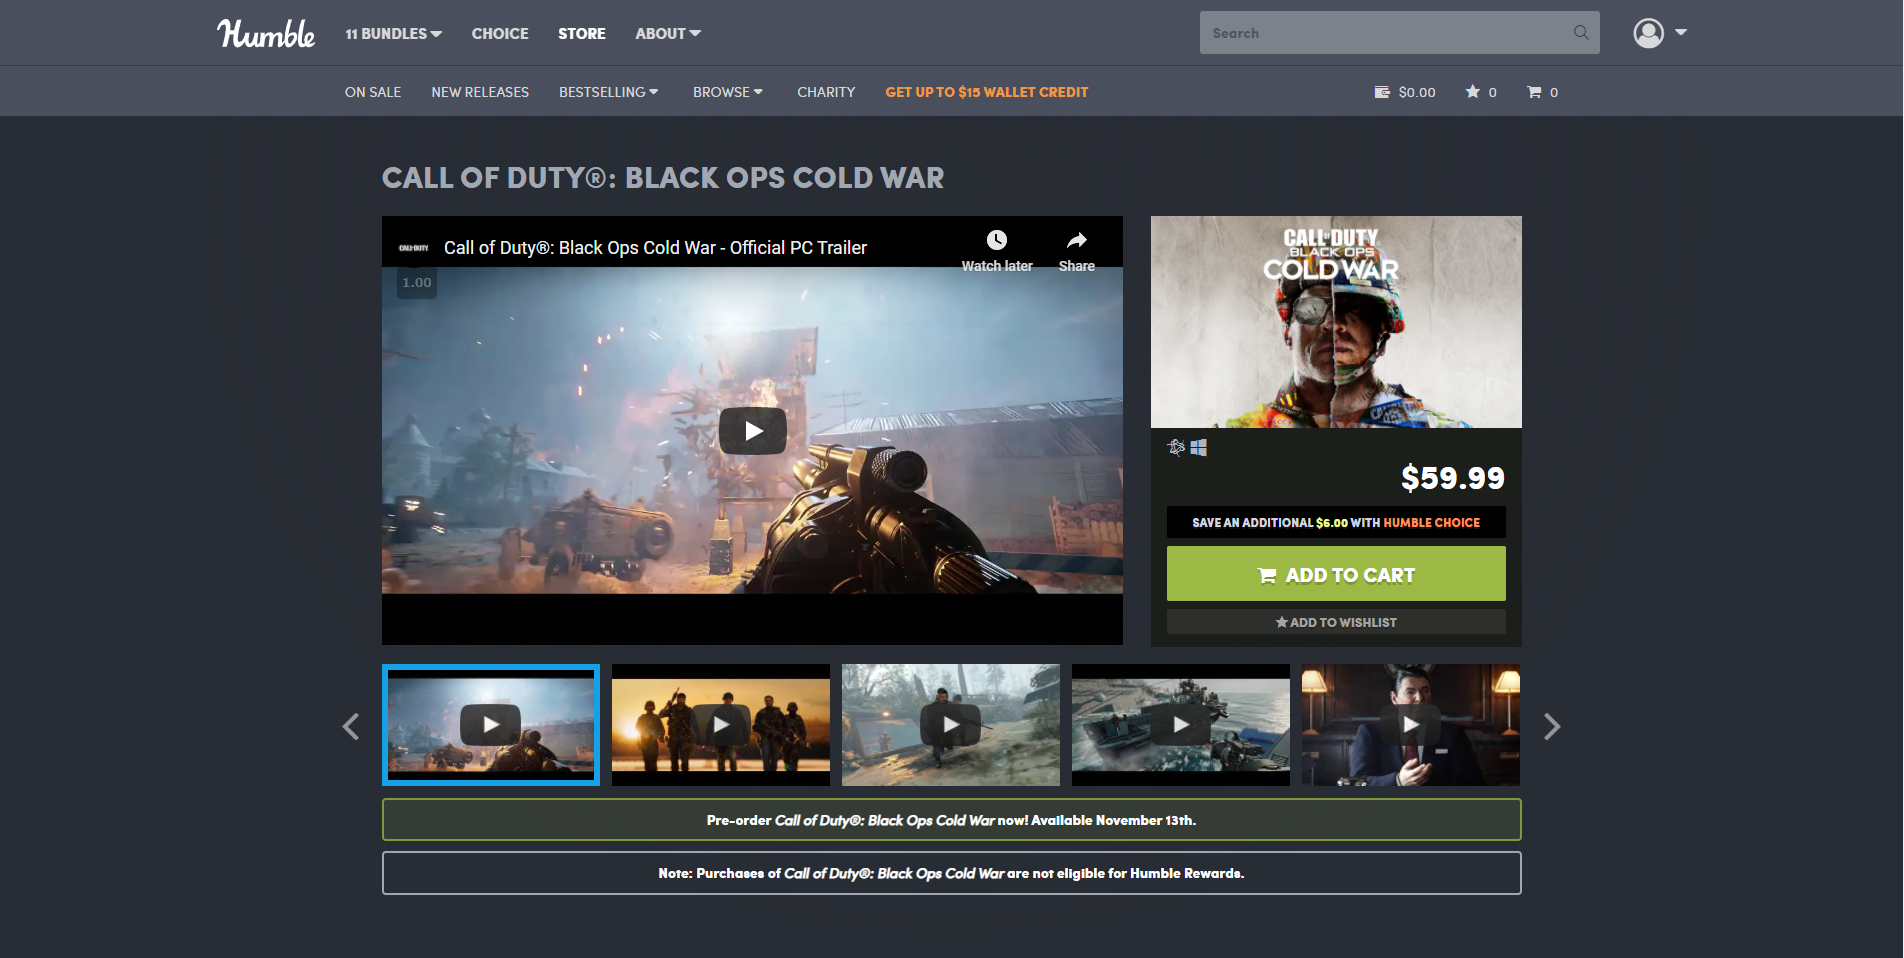 Humble
11 BUNDLES
CHOICE
STORE
ABOUT
Search
ON SALE
NEW RELEASES
BESTSELLING
BROWSE
CHARITY
GET UP TO $15 WALLET CREDIT
$0.00
0
0
CALL OF DUTY®: BLACK OPS COLD WAR
CALL OF DUTY
Call of Duty®: Black Ops Cold War - Official PC Trailer
Watch later
Share
1.00
CALL OF DUTY
BLACK OPS
COLD WAR
$59.99
SAVE AN ADDITIONAL $6.00 WITH HUMBLE CHOICE
ADD TO CART
ADD TO WISHLIST
Pre-order Call of Duty®: Black Ops Cold War now! Available November 13th.
Note: Purchases of Call of Duty®: Black Ops Cold War are not eligible for Humble Rewards.